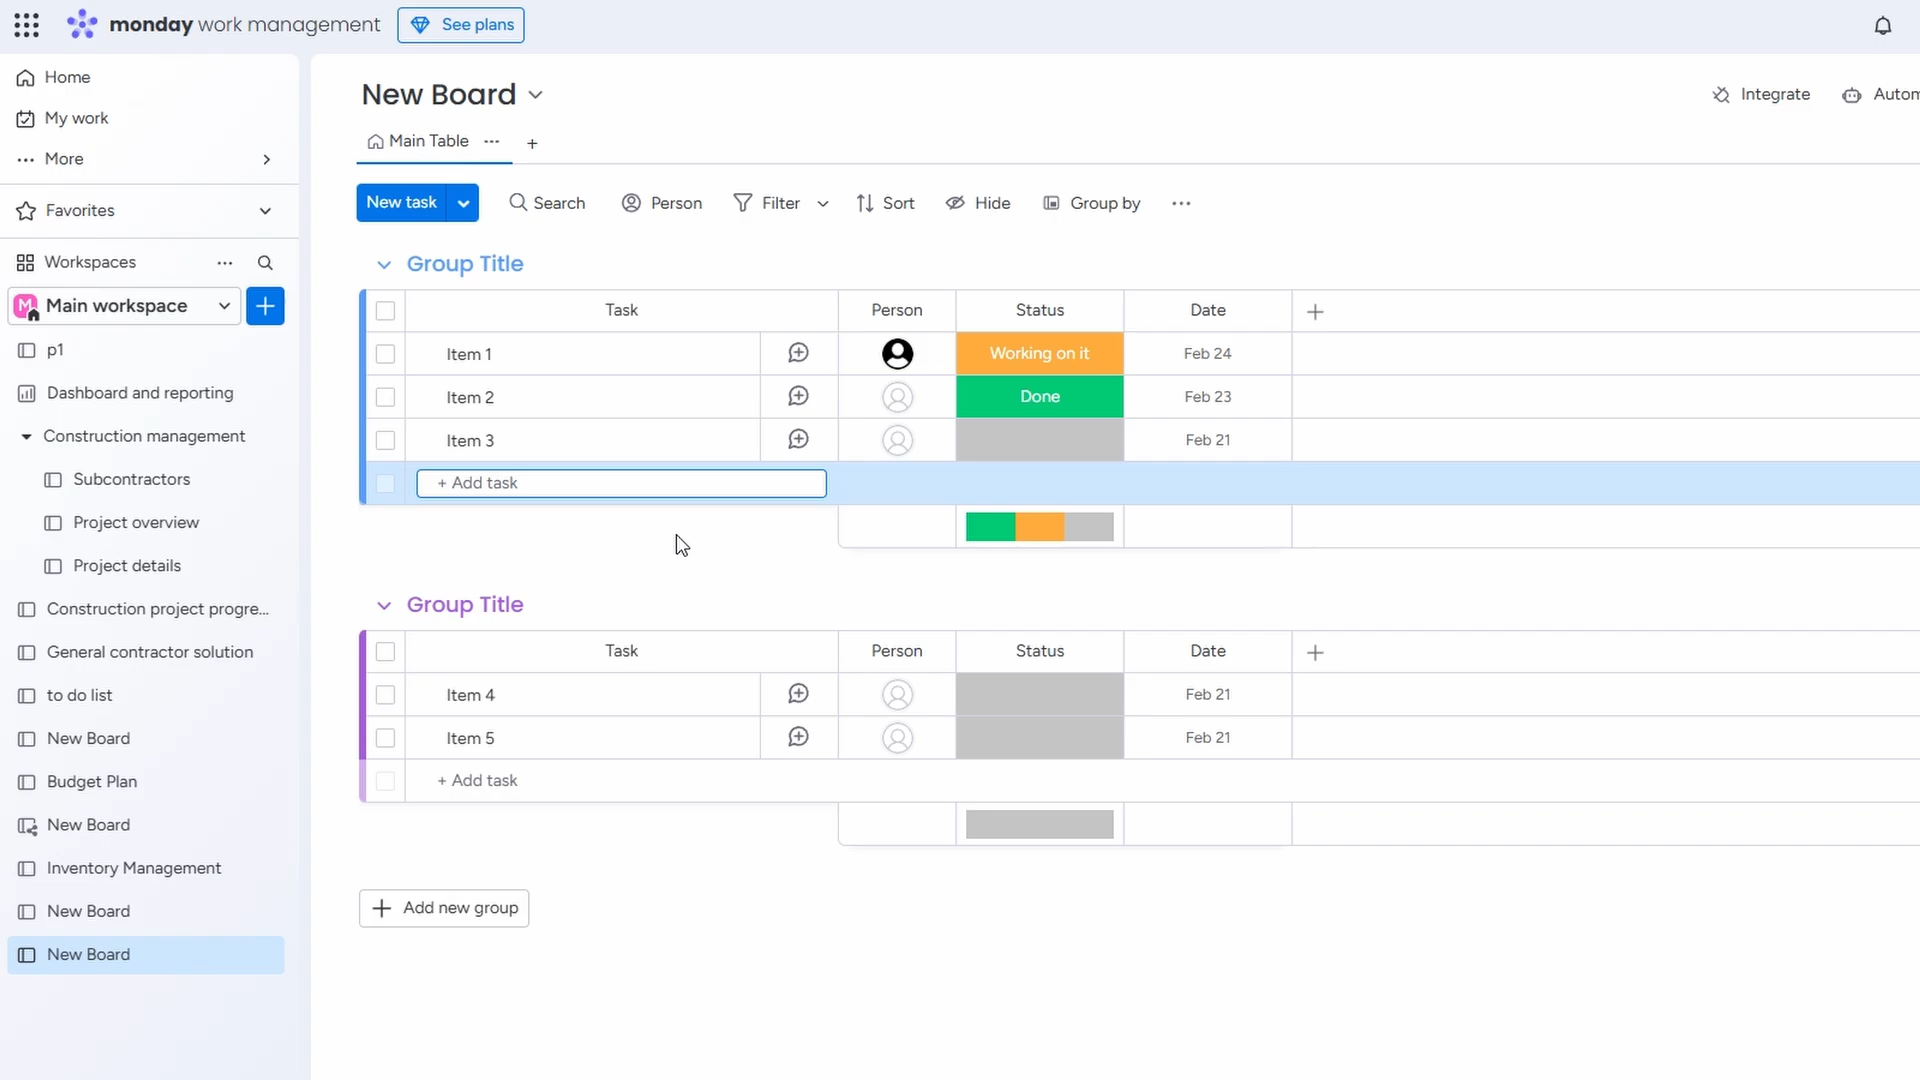 monday work management
See plans
Home
My work
More
Favorites
Workspaces
M Main workspace
p1
Dashboard and reporting
Construction management
Subcontractors
Project overview
Project details
Construction project progre...
General contractor solution
to do list
New Board
Budget Plan
New Board
Inventory Management
New Board
New Board
New Board
Integrate
Autom
Main Table
New task
Search
Person
Filter
Sort
Hide
Group by
Group Title
Task Person Status Date
Item 1 Working on it Feb 24
Item 2 Done Feb 23
Item 3 Feb 21
+ Add task
Group Title
Task Person Status Date
Item 4 Feb 21
Item 5 Feb 21
+ Add task
Add new group